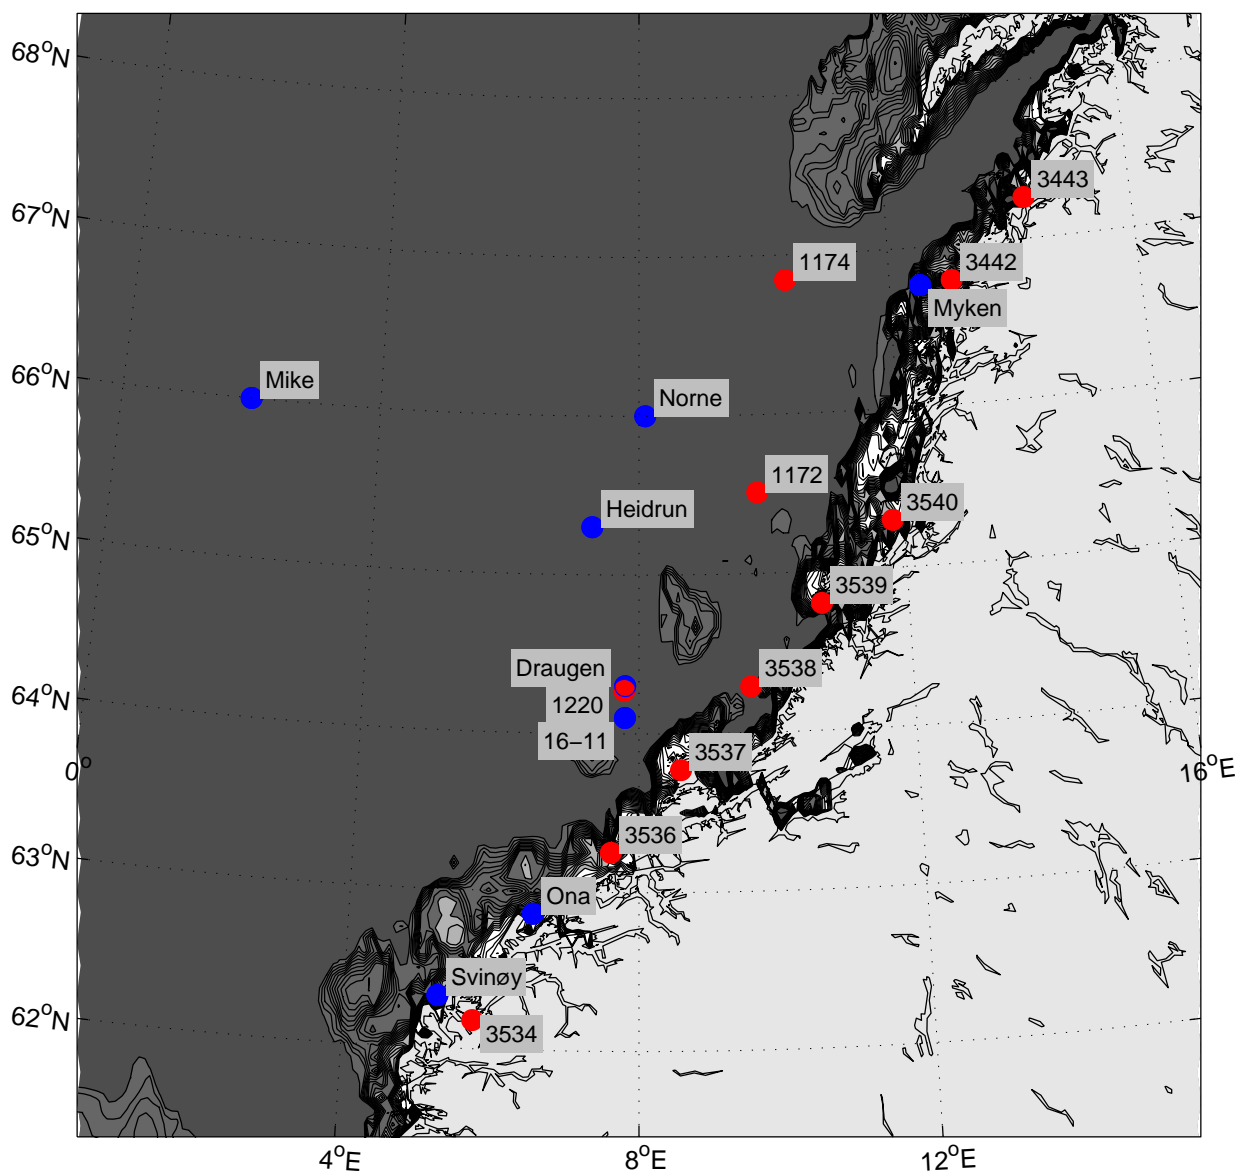 68°N
3443
67°N
1174
3442
Myken
66°N
Mike
Norne
1172
Heidrun
3540
65°N
3539
Draugen
3538
64°N
1220
16–11
3537
0°
16°E
3536
63°N
Ona
Svinøy
62°N
3534
4°E
8°E
12°E